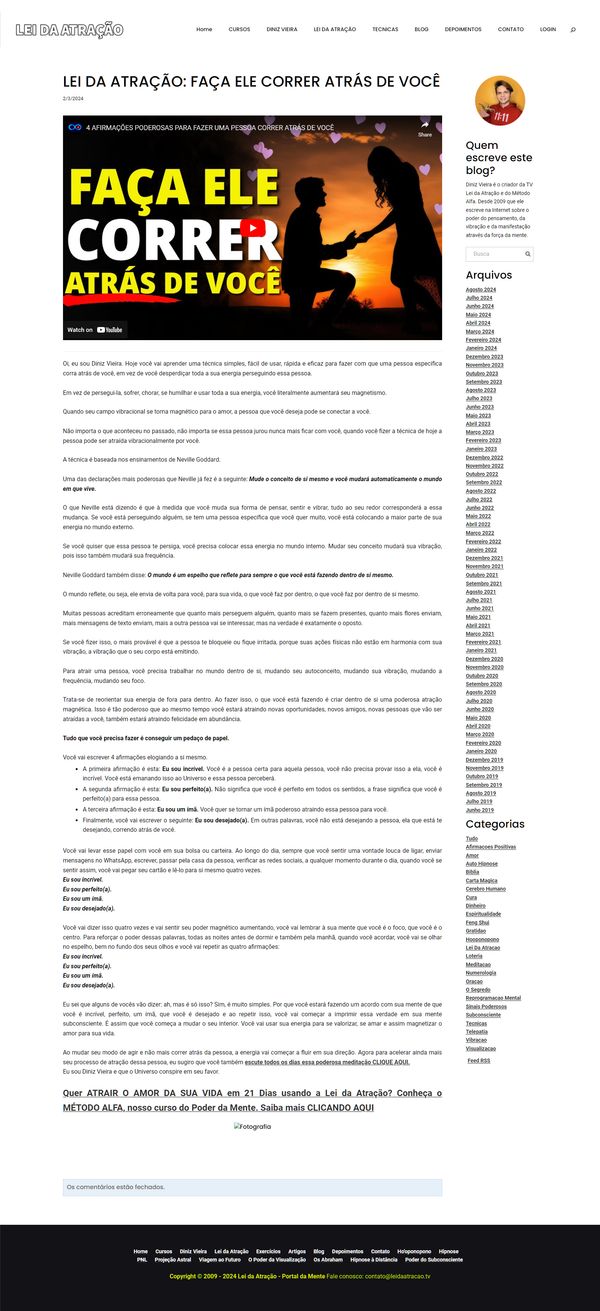 LEI DA ATRAÇÃO
Home CURSOS DINIZ VIEIRA LEI DA ATRAÇÃO TECNICAS BLOG DEPOIMENTOS CONTATO LOGIN
LEI DA ATRAÇÃO: FAÇA ELE CORRER ATRÁS DE VOCÊ
2/3/2024
4 AFIRMAÇÕES PODEROSAS PARA FAZER UMA PESSOA CORRER ATRÁS DE VOCÊ
Share
FAÇA ELE
CORRER
ATRÁS DE VOCÊ
Watch on YouTube
Oi, eu sou Diniz Vieira. Hoje você vai aprender uma técnica simples, fácil de usar, rápida e eficaz para fazer com que uma pessoa específica
corra atrás de você, em vez de você desperdiçar toda a sua energia perseguindo essa pessoa.
Em vez de persegui-la, sofrer, chorar, se humilhar e usar toda a sua energia, você literalmente aumentará seu magnetismo.
Quando seu campo vibracional se torna magnético para o amor, a pessoa que você deseja pode se conectar a você.
Não importa o que aconteceu no passado, não importa se essa pessoa jurou nunca mais ficar com você, quando você fizer a técnica de hoje a
pessoa pode ser atraída vibracionalmente por você.
A técnica é baseada nos ensinamentos de Neville Goddard.
Uma das declarações mais poderosas que Neville já fez é a seguinte: Mude o conceito de si mesmo e você mudará automaticamente o mundo
em que vive.
O que Neville está dizendo é que à medida que você muda sua forma de pensar, sentir e vibrar, tudo ao seu redor corresponderá a essa
mudança. Se você está perseguindo alguém, se tem uma pessoa específica que você quer muito, você está colocando a maior parte de sua
energia no mundo externo.
Se você quiser que essa pessoa te persiga, você precisa colocar essa energia no mundo interno. Mudar seu conceito mudará sua vibração,
pois isso também mudará sua frequência.
Neville Goddard também disse: O mundo é um espelho que reflete para sempre o que você está fazendo dentro de si mesmo.
O mundo reflete, ou seja, ele envia de volta para você, para sua vida, o que você faz por dentro, o que você faz por dentro de si mesmo.
Muitas pessoas acreditam erroneamente que quanto mais perseguem alguém, quanto mais se fazem presentes, quanto mais flores enviam,
mais mensagens de texto enviam, mais a outra pessoa vai se interessar, mas na verdade é exatamente o oposto.
Se você fizer isso, o mais provável é que a pessoa te bloqueie ou fique irritada, porque suas ações físicas não estão em harmonia com sua
vibração, a vibração que o seu corpo está emitindo.
Para atrair uma pessoa, você precisa trabalhar no mundo dentro de si, mudando seu autoconceito, mudando sua vibração, mudando a
frequência, mudando seu foco.
Trata-se de reorientar sua energia de fora para dentro. Ao fazer isso, o que você está fazendo é criar dentro de si uma poderosa atração
magnética. Isso é tão poderoso que ao mesmo tempo você estará atraindo novas oportunidades; novos amigos, novas pessoas que vão ser
atraídas a você, também estará atraindo felicidade em abundância.
Tudo que você precisa fazer é conseguir um pedaço de papel.
Você vai escrever 4 afirmações elogiando a si mesmo.
• A primeira afirmação é esta: Eu sou incrível. Você é a pessoa certa para aquela pessoa, você não precisa provar isso a ela, você é
incrível. Você está emanando isso ao Universo e essa pessoa perceberá.
• A segunda afirmação é esta: Eu sou perfeito(a). Não significa que você é perfeito em todos os sentidos, a frase significa que você é
perfeito(a) para essa pessoa.
• A terceira afirmação é esta: Eu sou um ímã. Você quer se tornar um ímã poderoso atraindo essa pessoa para você.
• Finalmente, você vai escrever o seguinte: Eu sou desejado(a). Em outras palavras, você não está desejando a pessoa, ela que está te
desejando, correndo atrás de você.
Você vai levar esse papel com você em sua bolsa ou carteira. Ao longo do dia, sempre que você sentir uma vontade louca de ligar, enviar
mensagens no WhatsApp, escrever, passar pela casa da pessoa, verificar as redes sociais, a qualquer momento durante o dia, quando você se
sentir assim, você vai pegar seu cartão e lê-lo para si mesmo quatro vezes.
Eu sou incrível.
Eu sou perfeito(a).
Eu sou um ímã.
Eu sou desejado(a).
Você vai dizer isso quatro vezes e vai sentir seu poder magnético aumentando, você vai lembrar à sua mente que você é o foco, que você é o
centro. Para reforçar o poder dessas palavras, todas as noites antes de dormir e também pela manhã, quando você acordar, você vai se olhar
no espelho, bem no fundo dos seus olhos e você vai repetir as quatro afirmações:
Eu sou incrível.
Eu sou perfeito(a).
Eu sou um ímã.
Eu sou desejado(a).
Eu sei que alguns de vocês vão dizer: ah, mas é só isso? Sim, é muito simples. Por que você estará fazendo um acordo com sua mente de que
você é incrível, perfeito, um ímã, que você é desejado e ao repetir isso, você vai começar a imprimir essa verdade em sua mente
subconsciente. É assim que você começa a mudar o seu interior. Você vai usar sua energia para se valorizar, se amar e assim magnetizar o
amor para sua vida.
Ao mudar seu modo de agir e não mais correr atrás da pessoa, a energia vai começar a fluir em sua direção. Agora para acelerar ainda mais
seu processo de atração dessa pessoa, eu sugiro que você também escute todos os dias essa poderosa meditação CLIQUE AQUI.
Eu sou Diniz Vieira e que o Universo conspire em seu favor.
Quer ATRAIR O AMOR DA SUA VIDA em 21 Dias usando a Lei da Atração? Conheça o
MÉTODO ALFA, nosso curso do Poder da Mente. Saiba mais CLICANDO AQUI
Fotografia
Os comentários estão fechados.
11:11
Quem
escreve este
blog?
Diniz Vieira é o criador da TV
Lei da Atração e do Método
Alfa. Desde 2009 que ele
escreve na Internet sobre o
poder do pensamento, da
vibração e da manifestação
através da força da mente.
Busca
Arquivos
Agosto 2024
Julho 2024
Junho 2024
Maio 2024
Abril 2024
Março 2024
Fevereiro 2024
Janeiro 2024
Dezembro 2023
Novembro 2023
Outubro 2023
Setembro 2023
Agosto 2023
Julho 2023
Junho 2023
Maio 2023
Abril 2023
Março 2023
Fevereiro 2023
Janeiro 2023
Dezembro 2022
Novembro 2022
Outubro 2022
Setembro 2022
Agosto 2022
Julho 2022
Junho 2022
Maio 2022
Abril 2022
Março 2022
Fevereiro 2022
Janeiro 2022
Dezembro 2021
Novembro 2021
Outubro 2021
Setembro 2021
Agosto 2021
Julho 2021
Junho 2021
Maio 2021
Abril 2021
Março 2021
Fevereiro 2021
Janeiro 2021
Dezembro 2020
Novembro 2020
Outubro 2020
Setembro 2020
Agosto 2020
Julho 2020
Junho 2020
Maio 2020
Abril 2020
Março 2020
Fevereiro 2020
Janeiro 2020
Dezembro 2019
Novembro 2019
Outubro 2019
Setembro 2019
Agosto 2019
Julho 2019
Junho 2019
Categorias
Tudo
Afirmacoes Positivas
Amor
Auto Hipnose
Biblia
Carta Magica
Cerebro Humano
Cura
Dinheiro
Espiritualidade
Feng Shui
Gratidao
Hooponopono
Lei Da Atracao
Loteria
Meditacao
Numerologia
Oracao
O Segredo
Reprogramacao Mental
Sinais Poderosos
Subconsciente
Tecnicas
Telepatia
Vibracao
Visualizacao
Feed RSS
Home Cursos Diniz Vieira Lei da Atração Exercícios Artigos Blog Depoimentos Contato Ho'oponopono Hipnose
PNL Projeção Astral Viagem ao Futuro O Poder da Visualização Os Abraham Hipnose à Distância Poder do Subconsciente
Copyright © 2009 - 2024 Lei da Atração - Portal da Mente Fale conosco: contato@leidaatracao.tv